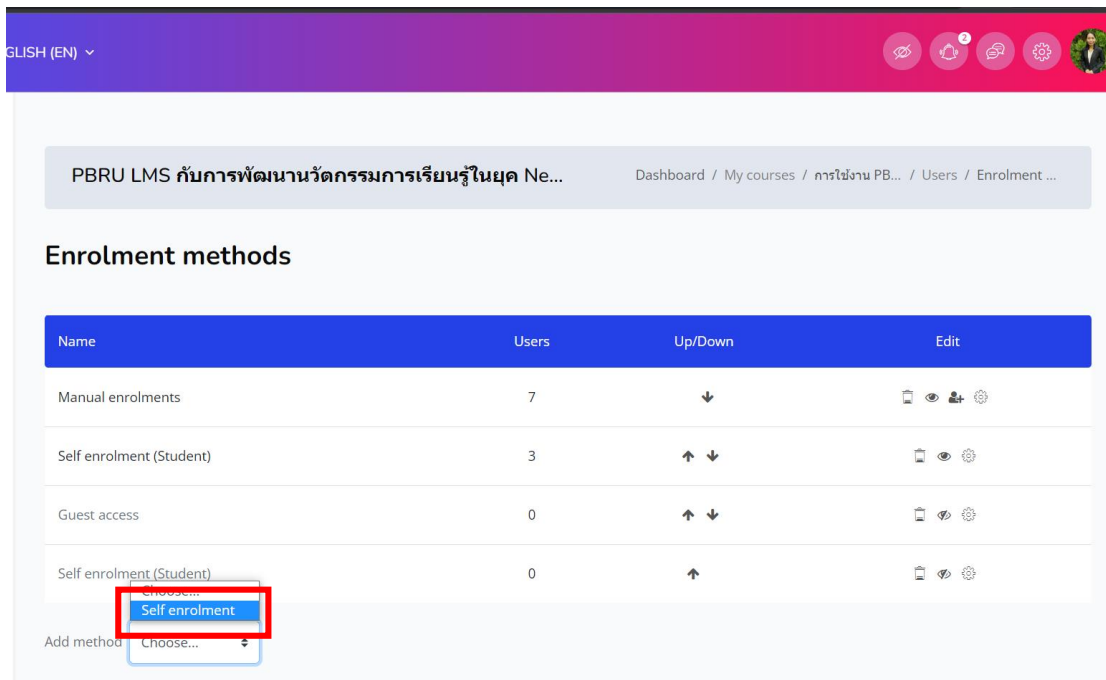 GLISH (EN)
2
PBRU LMS กับการพัฒนานวัตกรรมการเรียนรู้ในยุค Ne...
Dashboard / My courses / การใช้งาน PB... / Users / Enrolment ...
Enrolment methods
Name Users Up/Down Edit
Manual enrolments 7
Self enrolment (Student) 3
Guest access 0
Self enrolment (Student) 0
Choose...
Self enrolment
Add method Choose...